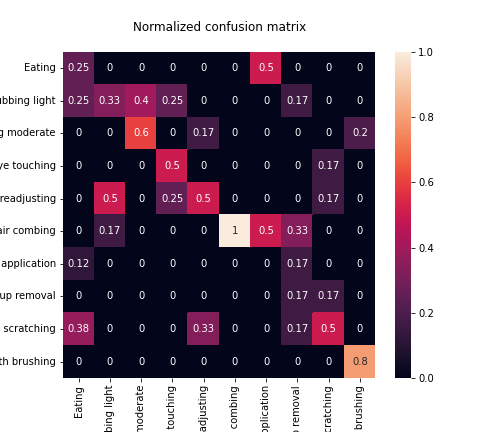 Normalized confusion matrix
Eating 0.25 0 0 0 0 0 0.5 0 0 0
ubbing light 0.25 0.33 0.4 0.25 0 0 0 0.17 0 0
g moderate 0 0 0.6 0 0.17 0 0 0 0 0.2
ye touching 0 0 0 0.5 0 0 0 0 0.17 0
readjusting 0 0.5 0 0.25 0.5 0 0 0 0.17 0
air combing 0 0.17 0 0 0 1 0.5 0.33 0 0
application 0.12 0 0 0 0 0 0 0.17 0 0
up removal 0 0 0 0 0 0 0 0.17 0.17 0
scratching 0.38 0 0 0 0.33 0 0 0.17 0.5 0
th brushing 0 0 0 0 0 0 0 0 0 0.8
Eating
bing light
moderate
touching
adjusting
combing
pplication
removal
cratching
brushing
1.0
0.8
0.6
0.4
0.2
0.0